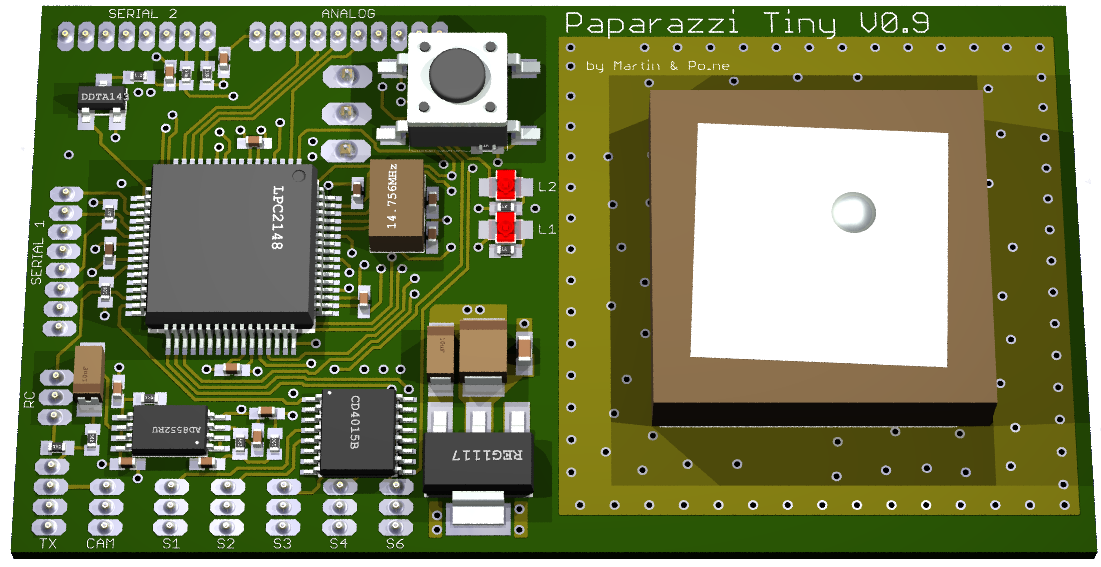 SERIAL 2
ANALOG
Paparazzi Tiny V0.9
by Martin & Poine
DDTA143
LPC2148
14.756MHz
L2
L1
SERIAL 1
RC
AD8552RU
CD4015B
REG1117
TX
CAM
S1
S2
S3
S4
S6